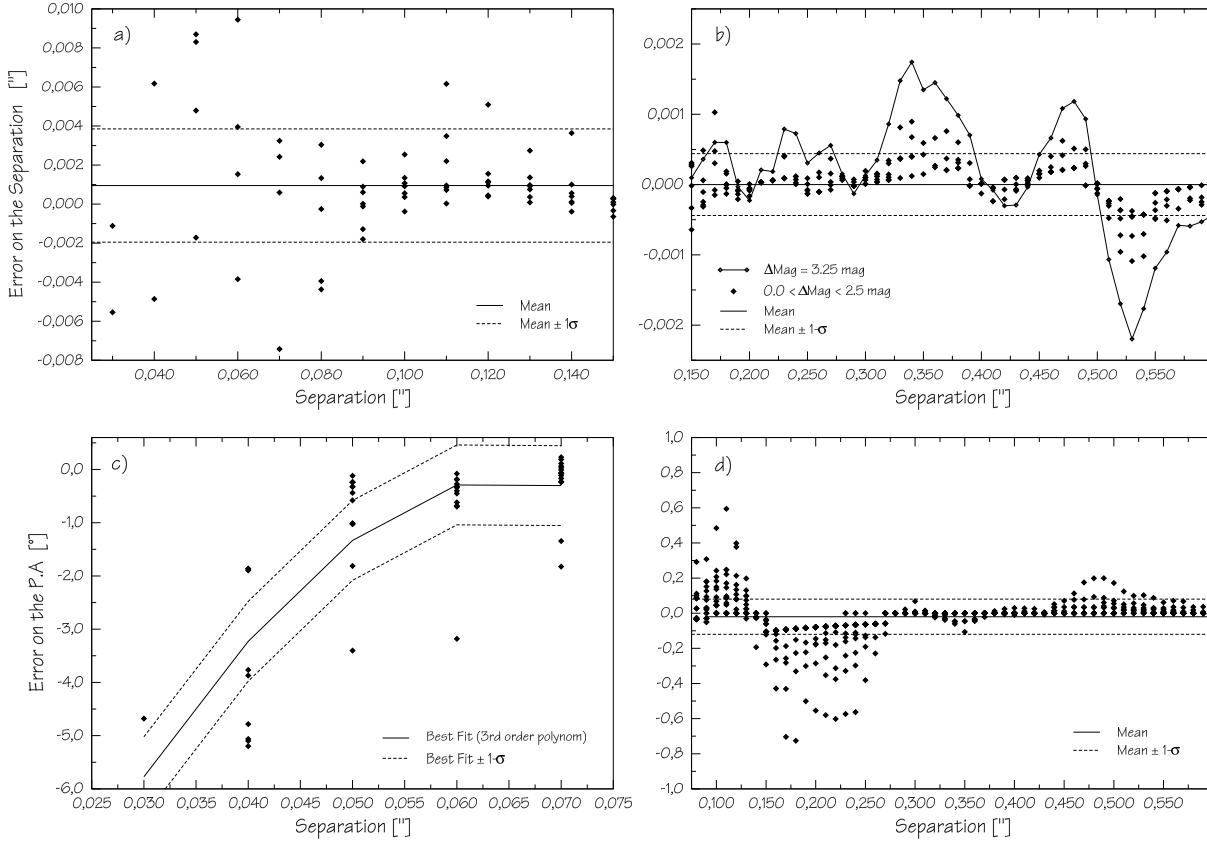 a)
Error on the Separation ["]
0,010
0,008
0,006
0,004
0,002
0,000
-0,002
-0,004
-0,006
-0,008
Mean
Mean ± 1σ
0,040 0,060 0,080 0,100 0,120 0,140
Separation ["]
b)
0,002
0,001
0,000
-0,001
-0,002
ΔMag = 3.25 mag
0.0 < ΔMag < 2.5 mag
Mean
Mean ± 1-σ
0,150 0,200 0,250 0,300 0,350 0,400 0,450 0,500 0,550
Separation ["]
c)
Error on the P.A [°]
0,0
-1,0
-2,0
-3,0
-4,0
-5,0
-6,0
Best Fit (3rd order polynom)
Best Fit ± 1-σ
0,025 0,030 0,035 0,040 0,045 0,050 0,055 0,060 0,065 0,070 0,075
Separation ["]
d)
1,0
0,8
0,6
0,4
0,2
0,0
-0,2
-0,4
-0,6
-0,8
-1,0
Mean
Mean ± 1-σ
0,100 0,150 0,200 0,250 0,300 0,350 0,400 0,450 0,500 0,550
Separation ["]